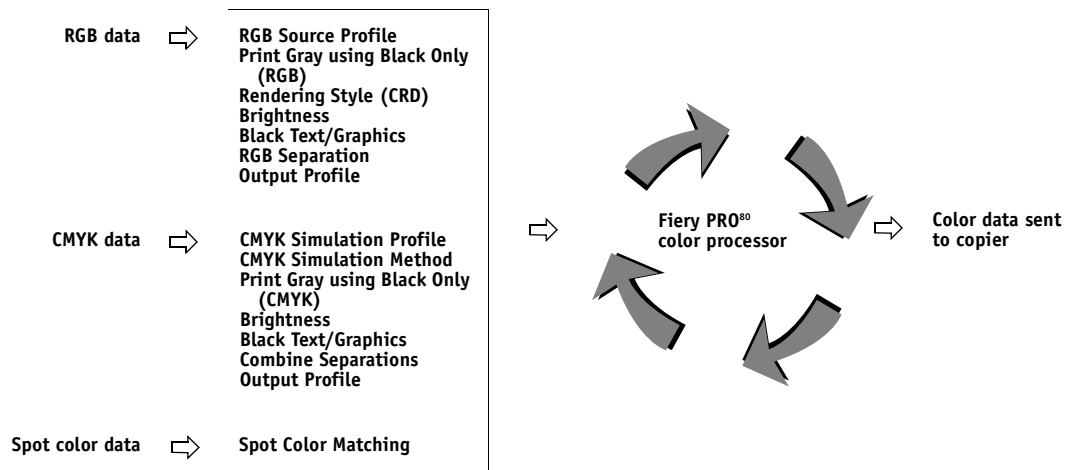 RGB data
RGB Source Profile
Print Gray using Black Only
(RGB)
Rendering Style (CRD)
Brightness
Black Text/Graphics
RGB Separation
Output Profile
CMYK data
CMYK Simulation Profile
CMYK Simulation Method
Print Gray using Black Only
(CMYK)
Brightness
Black Text/Graphics
Combine Separations
Output Profile
Spot color data
Spot Color Matching
Fiery PRO80
color processor
Color data sent
to copier